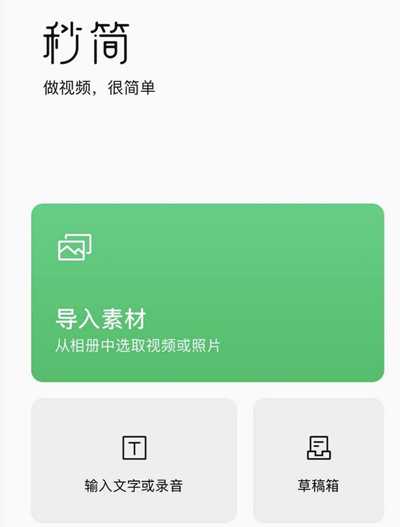 秒简
做视频，很简单
导入素材
从相册中选取视频或照片
输入文字或录音
草稿箱